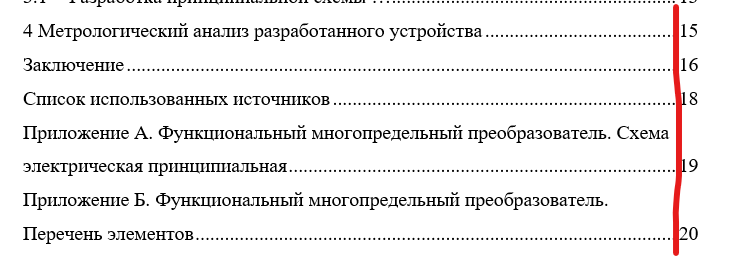 3.1 Разработка принципиальной схемы ....................13
4 Метрологический анализ разработанного устройства....................15
Заключение....................16
Список использованных источников....................18
Приложение А. Функциональный многопредельный преобразователь. Схема
электрическая принципиальная....................19
Приложение Б. Функциональный многопредельный преобразователь.
Перечень элементов....................20